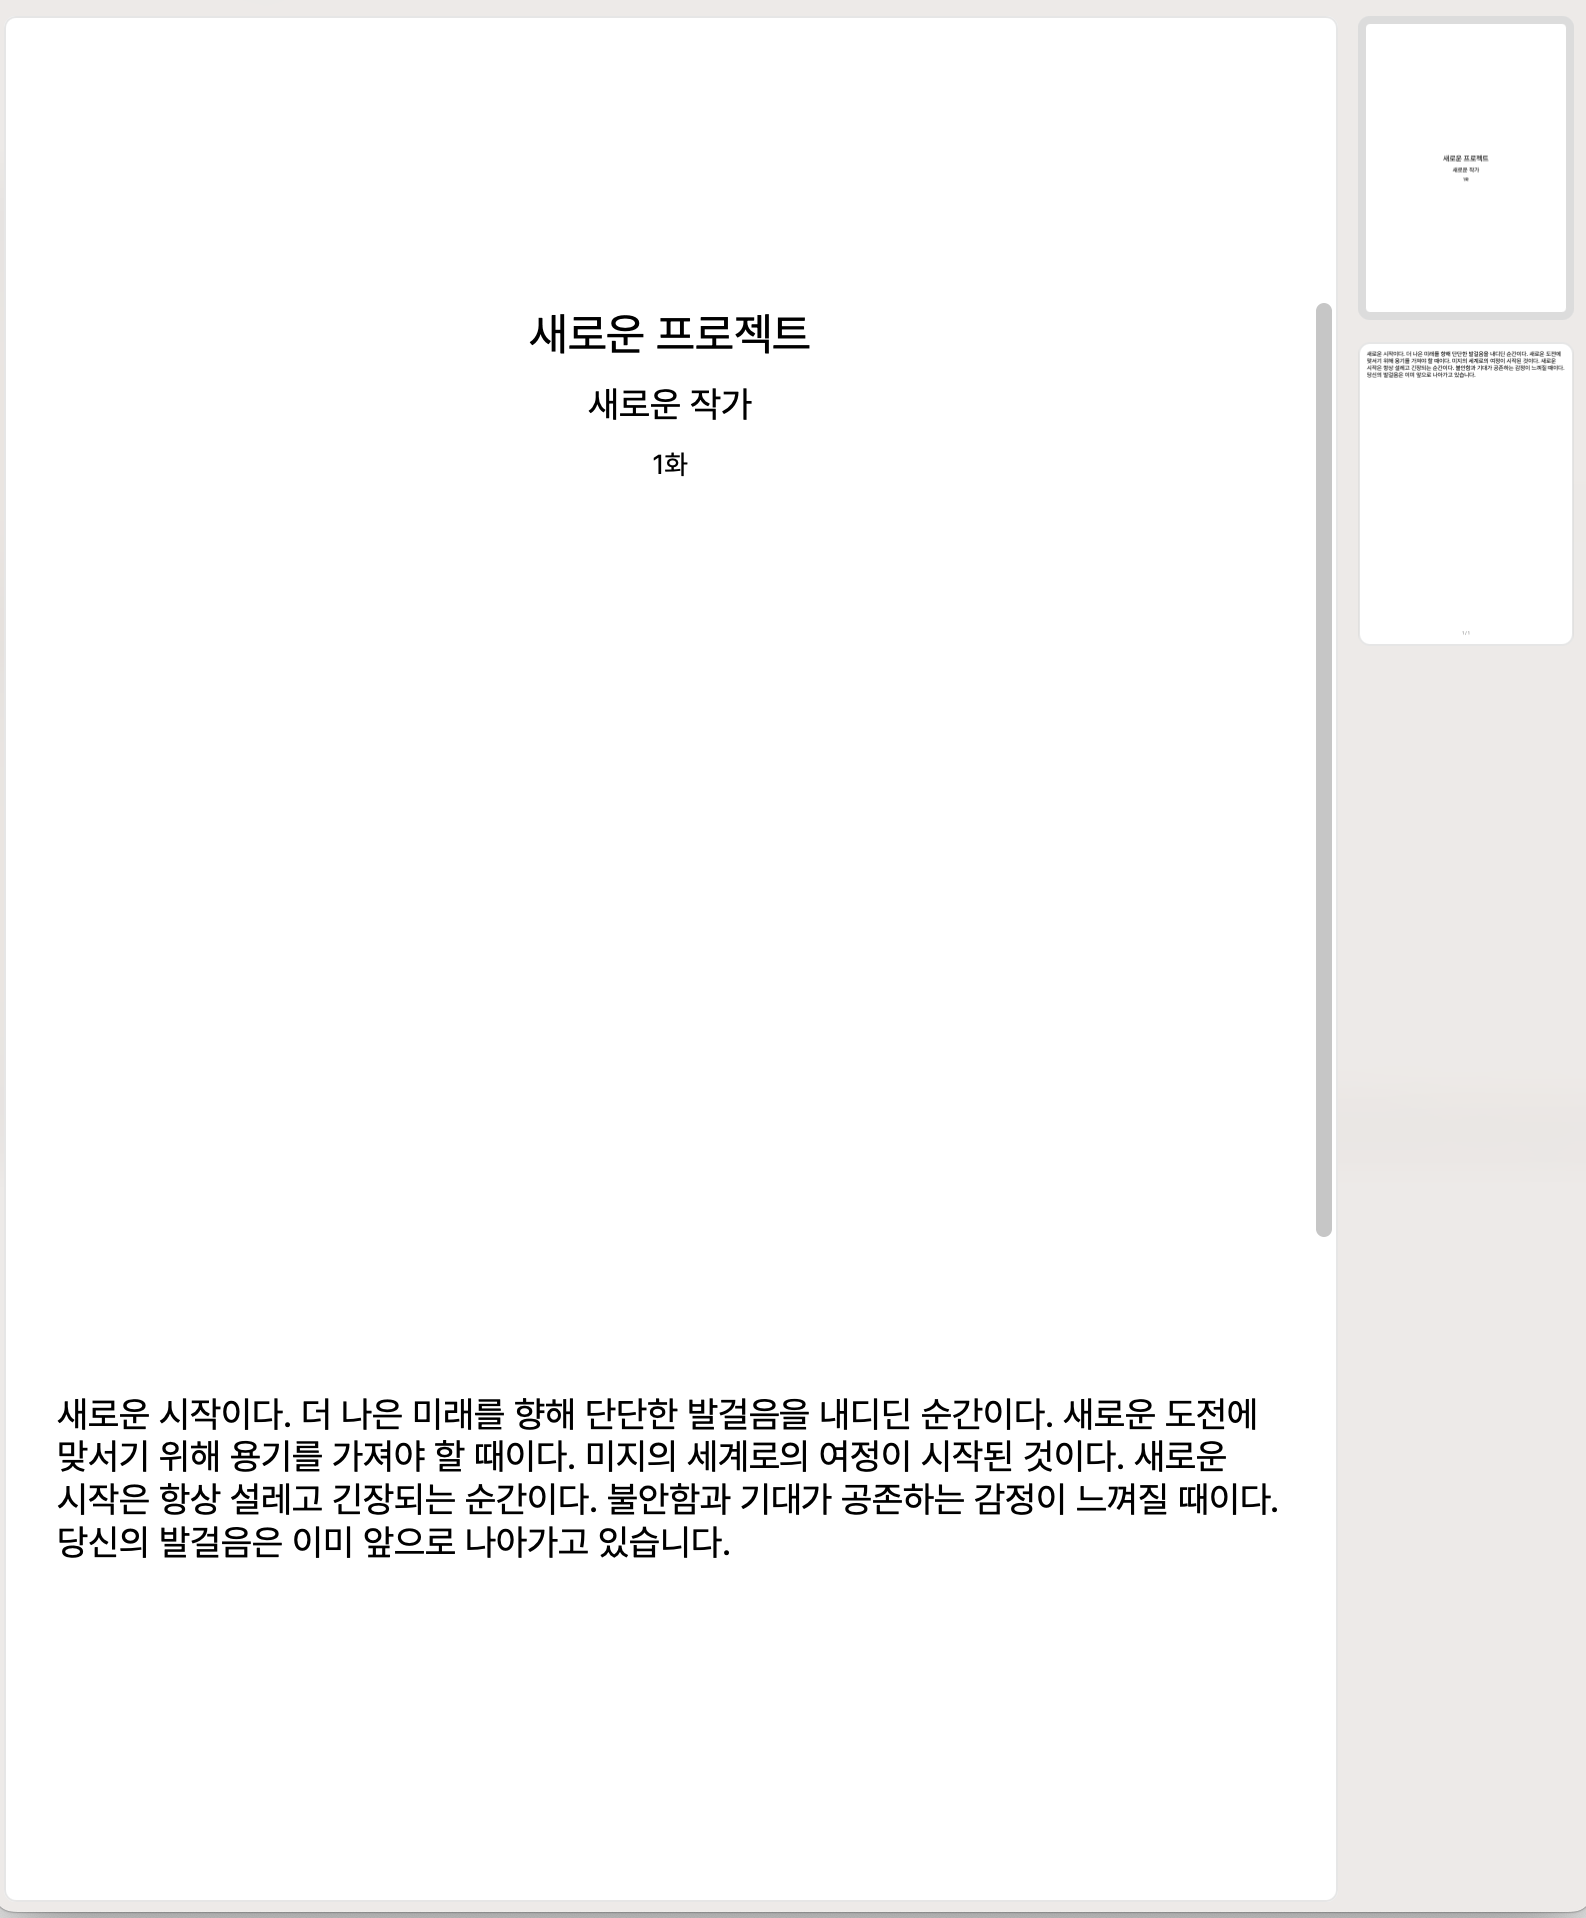 새로운 프로젝트
새로운 작가
1화
새로운 시작이다. 더 나은 미래를 향해 단단한 발걸음을 내디딘 순간이다. 새로운 도전에
맞서기 위해 용기를 가져야 할 때이다. 미지의 세계로의 여정이 시작된 것이다. 새로운
시작은 항상 설레고 긴장되는 순간이다. 불안함과 기대가 공존하는 감정이 느껴질 때이다.
당신의 발걸음은 이미 앞으로 나아가고 있습니다.
새로운 프로젝트
새로운 작가
1화
새로운 시작이다. 더 나은 미래를 향해 단단한 발걸음을 내디딘 순간이다. 새로운 도전에
맞서기 위해 용기를 가져야 할 때이다. 미지의 세계로의 여정이 시작된 것이다. 새로운
시작은 항상 설레고 긴장되는 순간이다. 불안함과 기대가 공존하는 감정이 느껴질 때이다.
당신의 발걸음은 이미 앞으로 나아가고 있습니다.
1/1